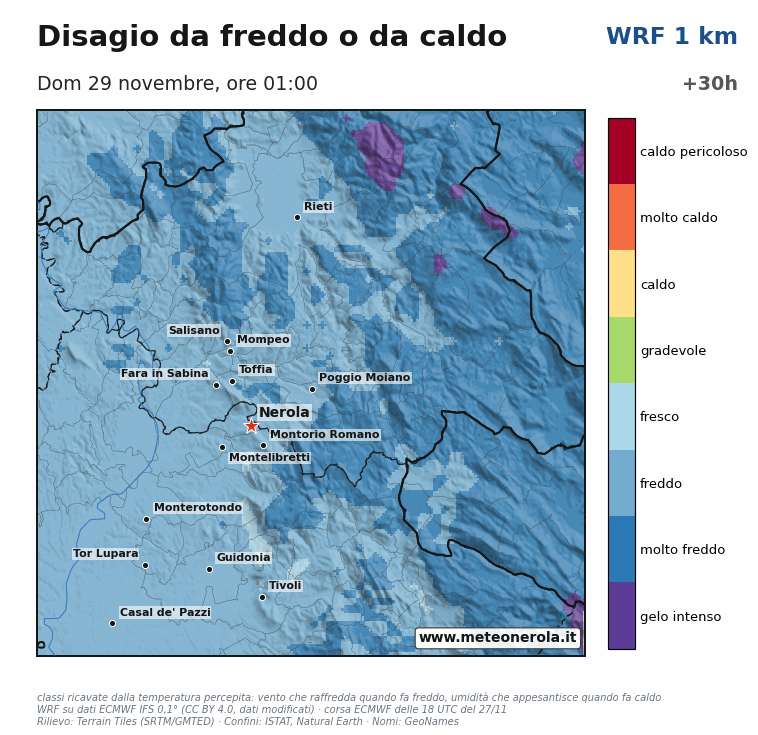 Disagio da freddo o da caldo
WRF 1 km
Dom 29 novembre, ore 01:00
+30h
caldo pericoloso
molto caldo
caldo
gradevole
fresco
freddo
molto freddo
gelo intenso
Rieti
Salisano
Mompeo
Toffia
Fara in Sabina
Poggio Moiano
Nerola
Montorio Romano
Montelibretti
Monterotondo
Tor Lupara
Guidonia
Tivoli
Casal de' Pazzi
www.meteonerola.it
classi ricavate dalla temperatura percepita: vento che raffredda quando fa freddo, umidità che appesantisce quando fa caldo
WRF su dati ECMWF IFS 0,1° (CC BY 4.0, dati modificati) · corsa ECMWF delle 18 UTC del 27/11
Rilievo: Terrain Tiles (SRTM/GMTED) · Confini: ISTAT, Natural Earth · Nomi: GeoNames